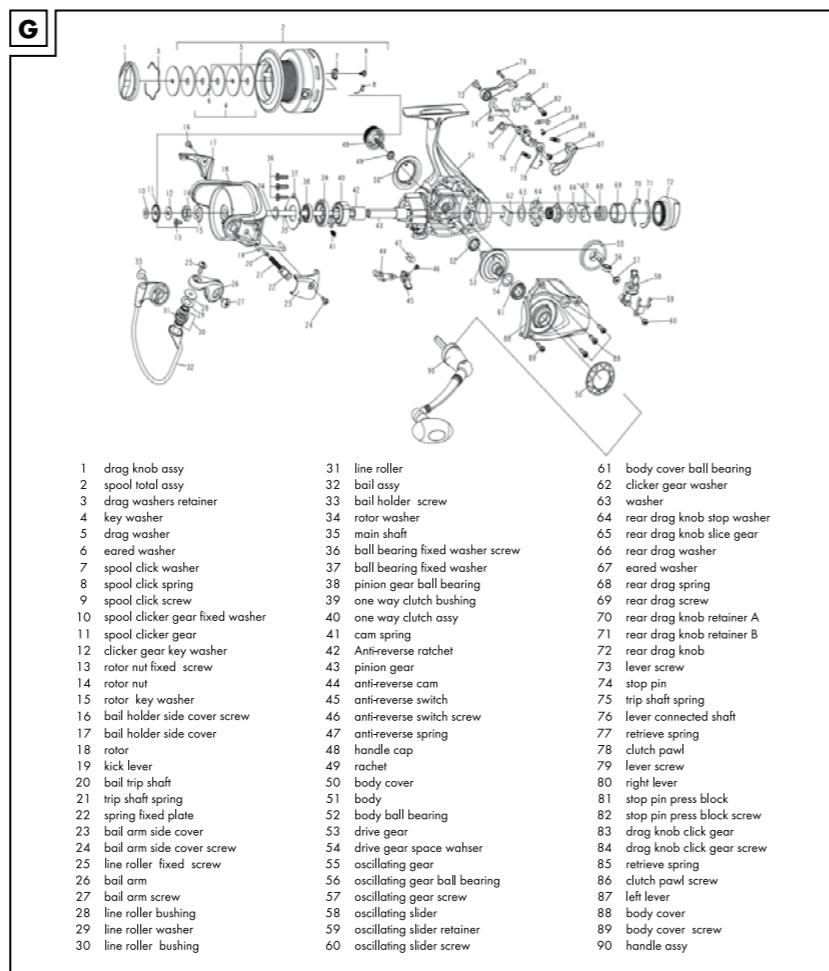 G
1 drag knob assy
2 spool total assy
3 drag washers retainer
4 key washer
5 drag washer
6 eared washer
7 spool click washer
8 spool click spring
9 spool click screw
10 spool clicker gear fixed washer
11 spool clicker gear
12 clicker gear key washer
13 rotor nut fixed screw
14 rotor nut
15 rotor key washer
16 bail holder side cover screw
17 bail holder side cover
18 rotor
19 kick lever
20 bail trip shaft
21 trip shaft spring
22 spring fixed plate
23 bail arm side cover
24 bail arm side cover screw
25 line roller fixed screw
26 bail arm
27 bail arm screw
28 line roller bushing
29 line roller washer
30 line roller bushing
31 line roller
32 bail assy
33 bail holder screw
34 rotor washer
35 main shaft
36 ball bearing fixed washer screw
37 ball bearing fixed washer
38 pinion gear ball bearing
39 one way clutch bushing
40 one way clutch assy
41 cam spring
42 Anti-reverse ratchet
43 pinion gear
44 anti-reverse cam
45 anti-reverse switch
46 anti-reverse switch screw
47 anti-reverse spring
48 handle cap
49 rachet
50 body cover
51 body
52 body ball bearing
53 drive gear
54 drive gear space wahser
55 oscillating gear
56 oscillating gear ball bearing
57 oscillating gear screw
58 oscillating slider
59 oscillating slider retainer
60 oscillating slider screw
61 body cover ball bearing
62 clicker gear washer
63 washer
64 rear drag knob stop washer
65 rear drag knob slice gear
66 rear drag washer
67 eared washer
68 rear drag spring
69 rear drag screw
70 rear drag knob retainer A
71 rear drag knob retainer B
72 rear drag knob
73 lever screw
74 stop pin
75 trip shaft spring
76 lever connected shaft
77 retrieve spring
78 clutch pawl
79 lever screw
80 right lever
81 stop pin press block
82 stop pin press block screw
83 drag knob click gear
84 drag knob click gear screw
85 retrieve spring
86 clutch pawl screw
87 left lever
88 body cover
89 body cover screw
90 handle assy